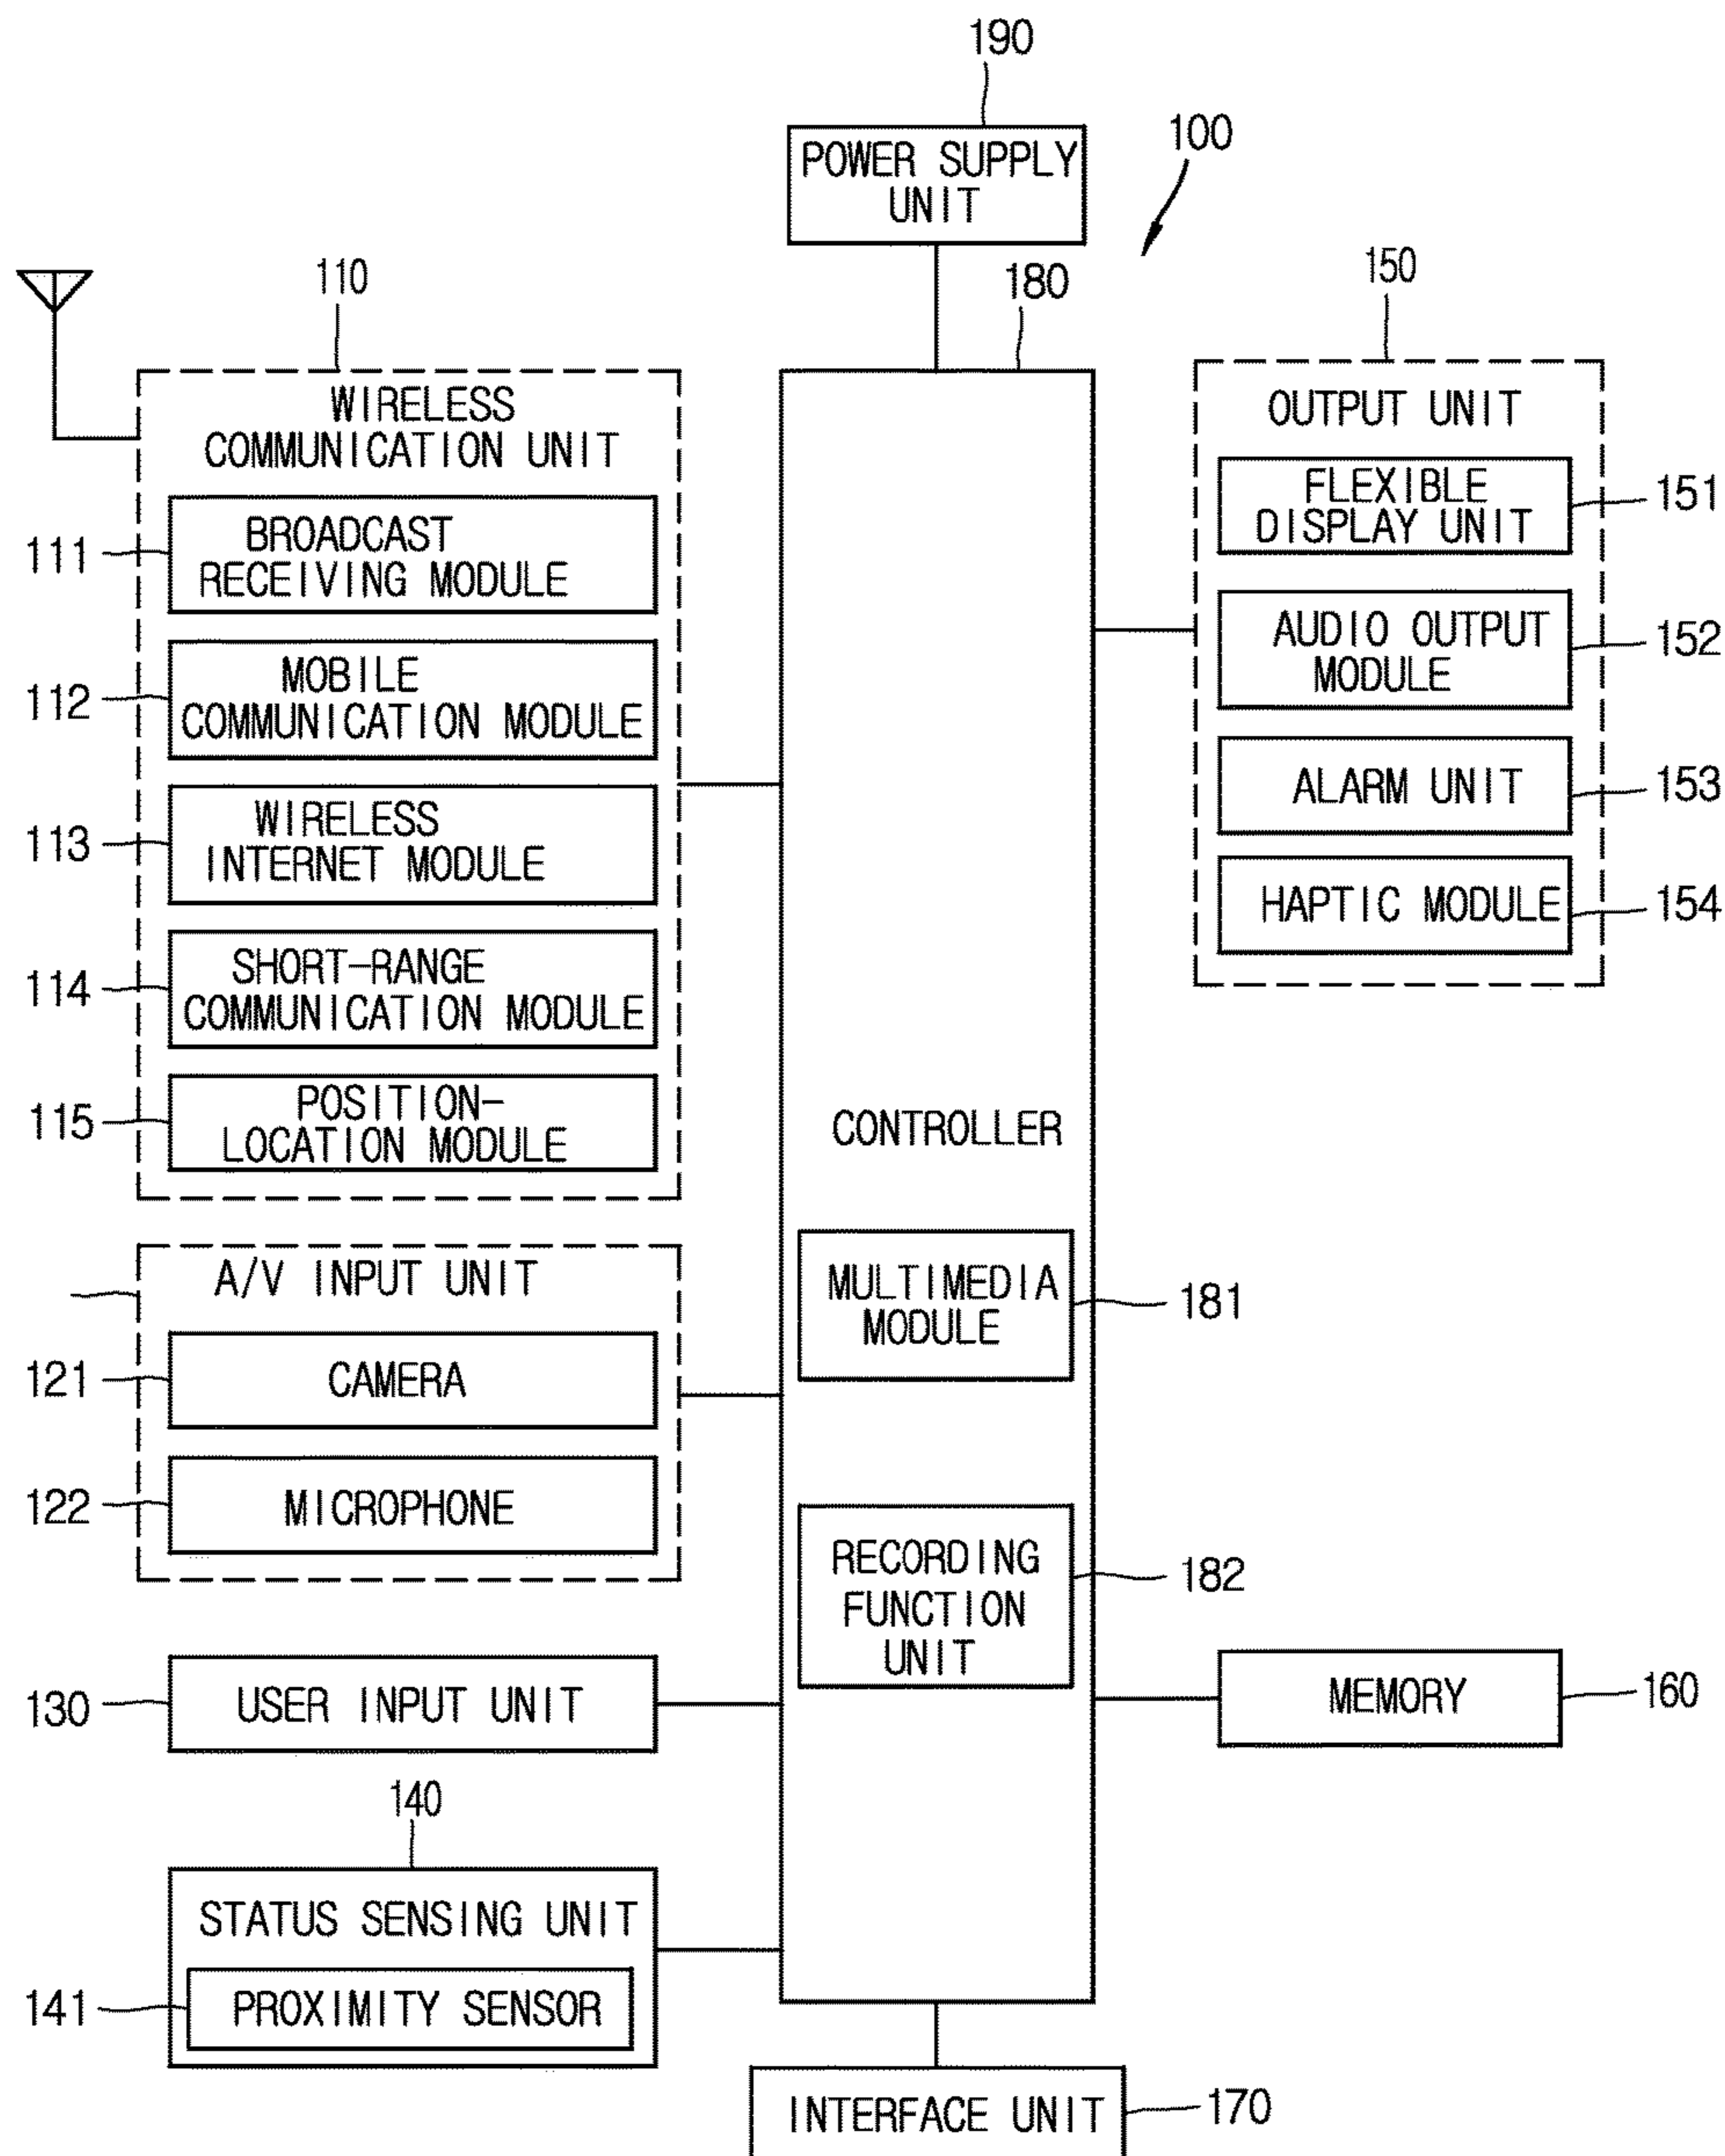 190
100
POWER SUPPLY
UNIT
110
180
150
WIRELESS
COMMUNICATION UNIT
111
BROADCAST
RECEIVING MODULE
112
MOBILE
COMMUNICATION MODULE
113
WIRELESS
INTERNET MODULE
114
SHORT-RANGE
COMMUNICATION MODULE
115
POSITION-
LOCATION MODULE
A/V INPUT UNIT
121
CAMERA
122
MICROPHONE
130
USER INPUT UNIT
140
STATUS SENSING UNIT
141
PROXIMITY SENSOR
CONTROLLER
MULTIMEDIA
MODULE
181
RECORDING
FUNCTION
UNIT
182
OUTPUT UNIT
FLEXIBLE
DISPLAY UNIT
151
AUDIO OUTPUT
MODULE
152
ALARM UNIT
153
HAPTIC MODULE
154
MEMORY
160
INTERFACE UNIT
170